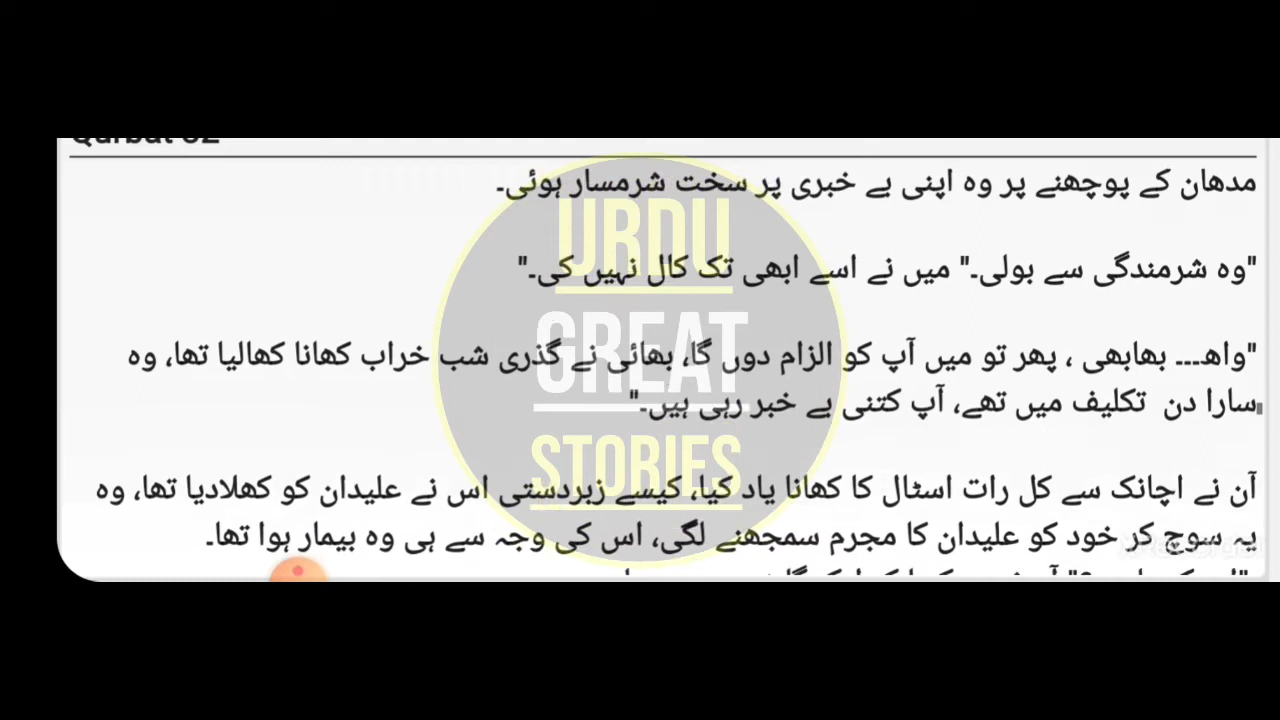 مدھان کے پوچھنے پر وہ اپنی بے خبری پر سخت شرمسار ہوئی۔
"وہ شرمندگی سے بولی۔" میں نے اسے ابھی تک کال نہیں کی۔"
"واھ۔۔۔ بھابھی ، پھر تو میں آپ کو الزام دوں گا، بھائی نے گذری شب خراب کھانا کھالیا تھا، وہ
سارا دن تکلیف میں تھے، آپ کتنی بے خبر رہی ہیں۔"
آن نے اچانک سے کل رات اسٹال کا کھانا یاد کیا، کیسے زبردستی اس نے علیدان کو کھلادیا تھا، وہ
یہ سوچ کر خود کو علیدان کا مجرم سمجھنے لگی، اس کی وجہ سے ہی وہ بیمار ہوا تھا۔
URDU
GREAT
STORIES